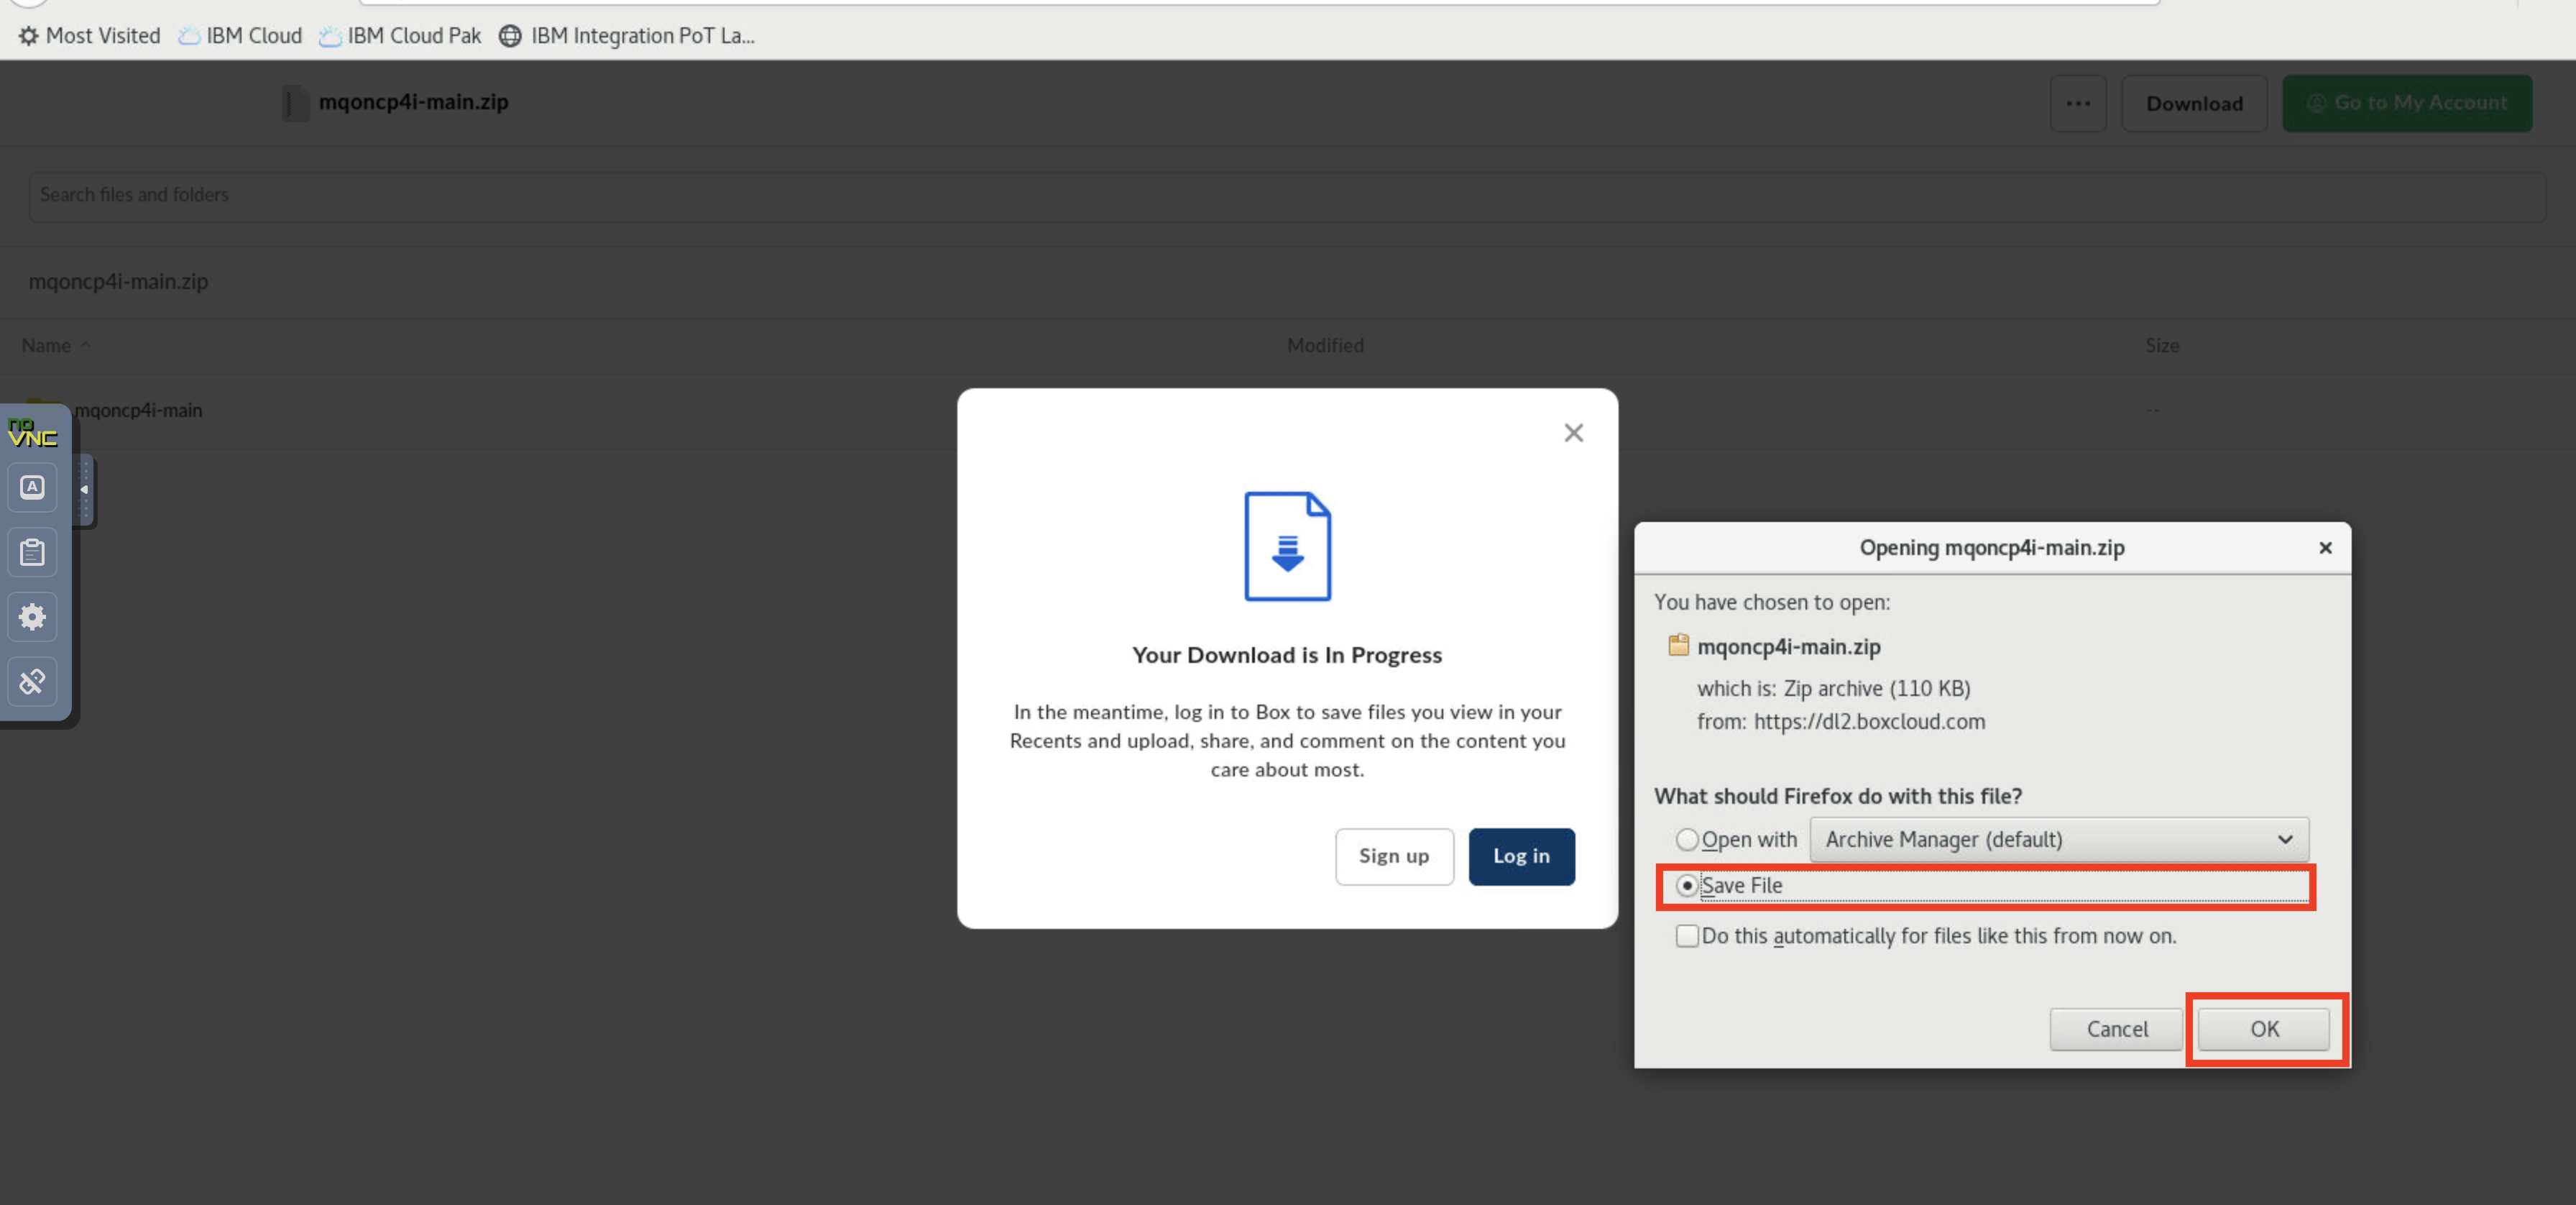 Most Visited IBM Cloud IBM Cloud Pak IBM Integration PoT La...
mqoncp4i-main.zip
... Download Go to My Account
Search files and folders
mqoncp4i-main.zip
Name Modified Size
mqoncp4i-main --
no
VNC
A
Your Download is In Progress
In the meantime, log in to Box to save files you view in your
Recents and upload, share, and comment on the content you
care about most.
Sign up Log in
Opening mqoncp4i-main.zip
You have chosen to open:
mqoncp4i-main.zip
which is: Zip archive (110 KB)
from: https://dl2.boxcloud.com
What should Firefox do with this file?
Open with Archive Manager (default)
Save File
Do this automatically for files like this from now on.
Cancel OK